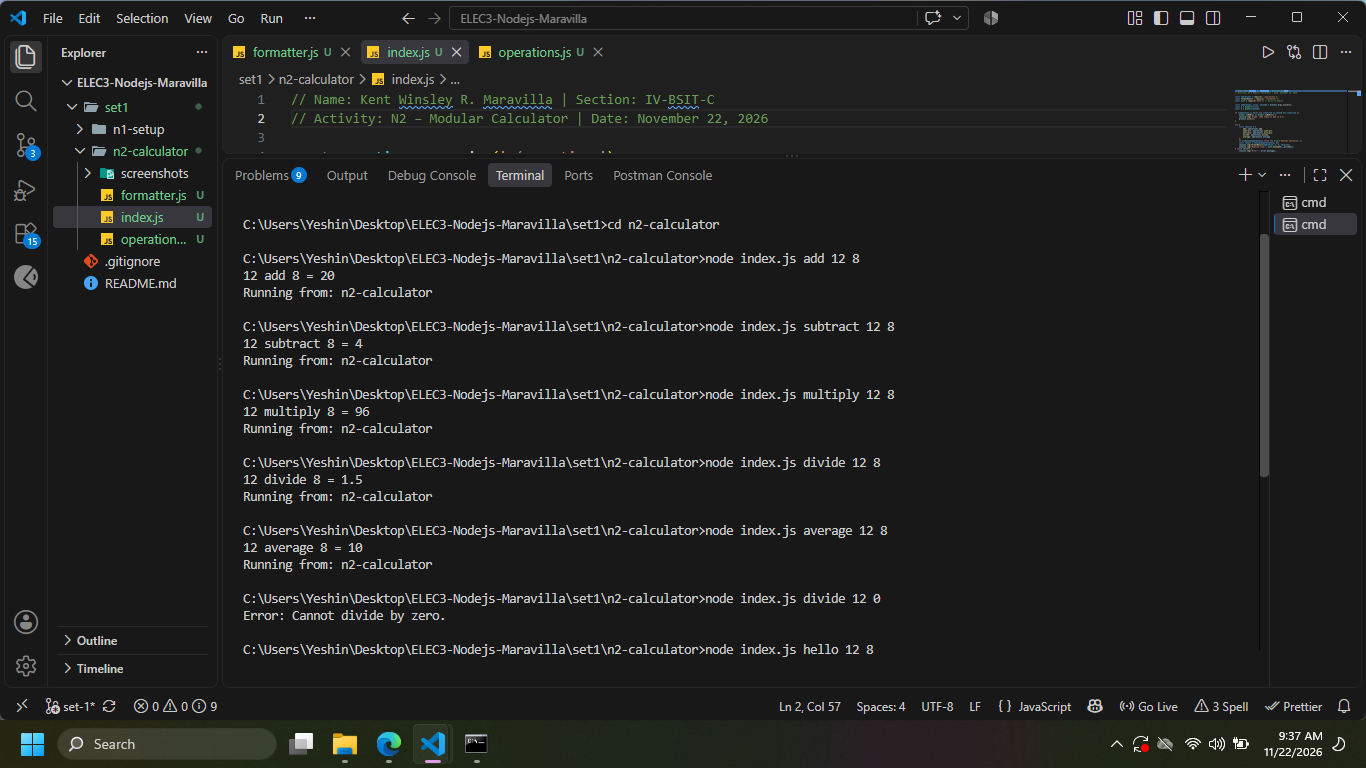 File Edit Selection View Go Run ···
ELEC3-Nodejs-Maravilla
Explorer ···
ELEC3-Nodejs-Maravilla
set1
n1-setup
n2-calculator
screenshots
JS formatter.js U
JS index.js U
JS operation... U
.gitignore
README.md
Outline
Timeline
3
15
JS formatter.js U
JS index.js U
JS operations.js U
set1 > n2-calculator > JS index.js > ...
1 // Name: Kent Winsley R. Maravilla | Section: IV-BSIT-C
2 // Activity: N2 – Modular Calculator | Date: November 22, 2026
3
Problems 9 Output Debug Console Terminal Ports Postman Console
C:\Users\Yeshin\Desktop\ELEC3-Nodejs-Maravilla\set1>cd n2-calculator
C:\Users\Yeshin\Desktop\ELEC3-Nodejs-Maravilla\set1\n2-calculator>node index.js add 12 8
12 add 8 = 20
Running from: n2-calculator
C:\Users\Yeshin\Desktop\ELEC3-Nodejs-Maravilla\set1\n2-calculator>node index.js subtract 12 8
12 subtract 8 = 4
Running from: n2-calculator
C:\Users\Yeshin\Desktop\ELEC3-Nodejs-Maravilla\set1\n2-calculator>node index.js multiply 12 8
12 multiply 8 = 96
Running from: n2-calculator
C:\Users\Yeshin\Desktop\ELEC3-Nodejs-Maravilla\set1\n2-calculator>node index.js divide 12 8
12 divide 8 = 1.5
Running from: n2-calculator
C:\Users\Yeshin\Desktop\ELEC3-Nodejs-Maravilla\set1\n2-calculator>node index.js average 12 8
12 average 8 = 10
Running from: n2-calculator
C:\Users\Yeshin\Desktop\ELEC3-Nodejs-Maravilla\set1\n2-calculator>node index.js divide 12 0
Error: Cannot divide by zero.
C:\Users\Yeshin\Desktop\ELEC3-Nodejs-Maravilla\set1\n2-calculator>node index.js hello 12 8
cmd
cmd
set-1* 0 0 9 Ln 2, Col 57 Spaces: 4 UTF-8 LF { } JavaScript Go Live 3 Spell Prettier
Search
9:37 AM
11/22/2026